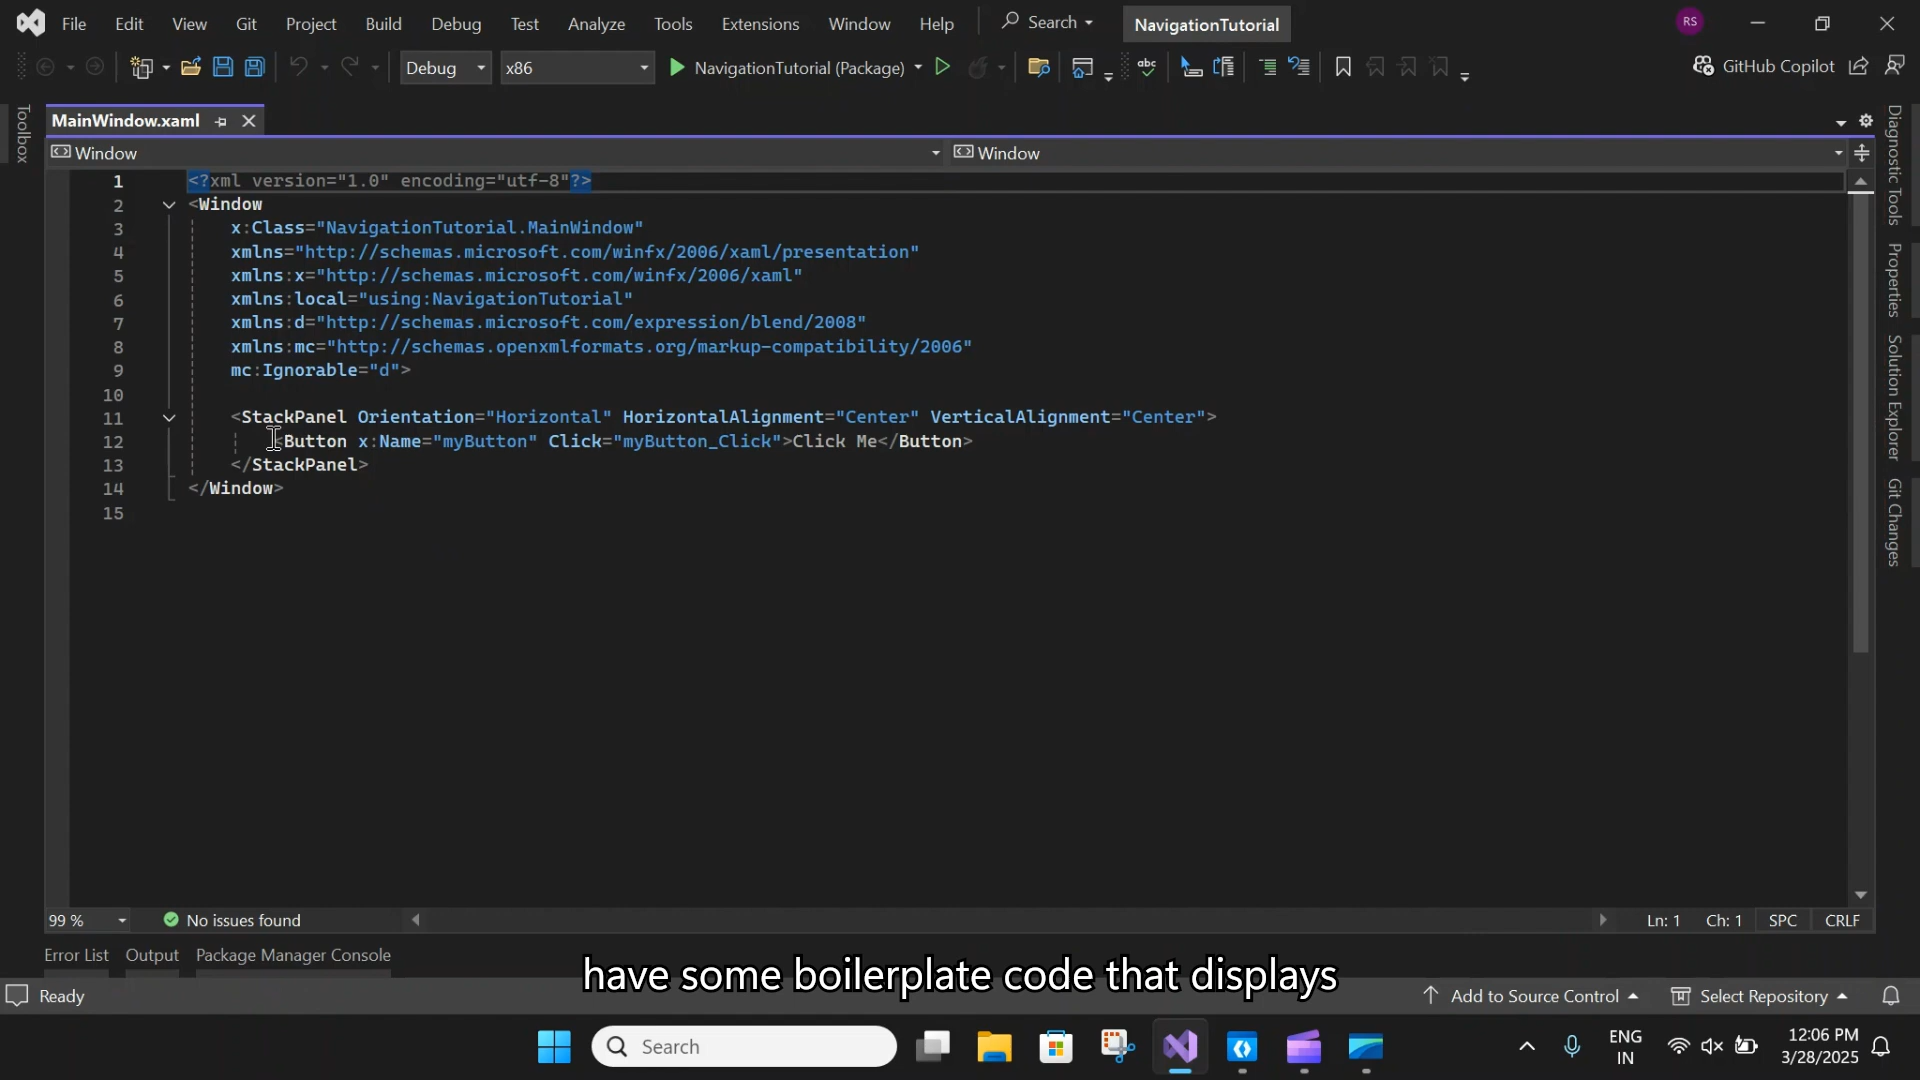 File Edit View Git Project Build Debug Test Analyze Tools Extensions Window Help Search NavigationTutorial RS
Debug x86 NavigationTutorial (Package) abc GitHub Copilot
Toolbox
MainWindow.xaml
Window Window
1 <?xml version="1.0" encoding="utf-8"?>
2 <Window
3 x:Class="NavigationTutorial.MainWindow"
4 xmlns="http://schemas.microsoft.com/winfx/2006/xaml/presentation"
5 xmlns:x="http://schemas.microsoft.com/winfx/2006/xaml"
6 xmlns:local="using:NavigationTutorial"
7 xmlns:d="http://schemas.microsoft.com/expression/blend/2008"
8 xmlns:mc="http://schemas.openxmlformats.org/markup-compatibility/2006"
9 mc:Ignorable="d">
10
11 <StackPanel Orientation="Horizontal" HorizontalAlignment="Center" VerticalAlignment="Center">
12 <Button x:Name="myButton" Click="myButton_Click">Click Me</Button>
13 </StackPanel>
14 </Window>
15
Diagnostic Tools
Properties
Solution Explorer
Git Changes
99 % No issues found Ln: 1 Ch: 1 SPC CRLF
Error List Output Package Manager Console
have some boilerplate code that displays
Ready Add to Source Control Select Repository
Search ENG
IN
12:06 PM
3/28/2025